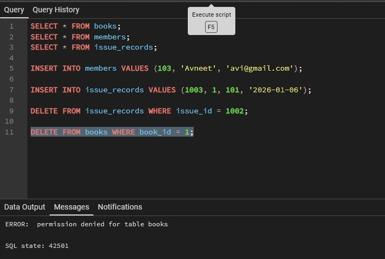 Query Query History
Execute script
F5
1 SELECT * FROM books;
2 SELECT * FROM members;
3 SELECT * FROM issue_records;
4
5 INSERT INTO members VALUES (103, 'Avneet', 'avi@gmail.com');
6
7 INSERT INTO issue_records VALUES (1003, 1, 101, '2026-01-06');
8
9 DELETE FROM issue_records WHERE issue_id = 1002;
10
11 DELETE FROM books WHERE book_id = 1;
Data Output Messages Notifications
ERROR: permission denied for table books
SQL state: 42501